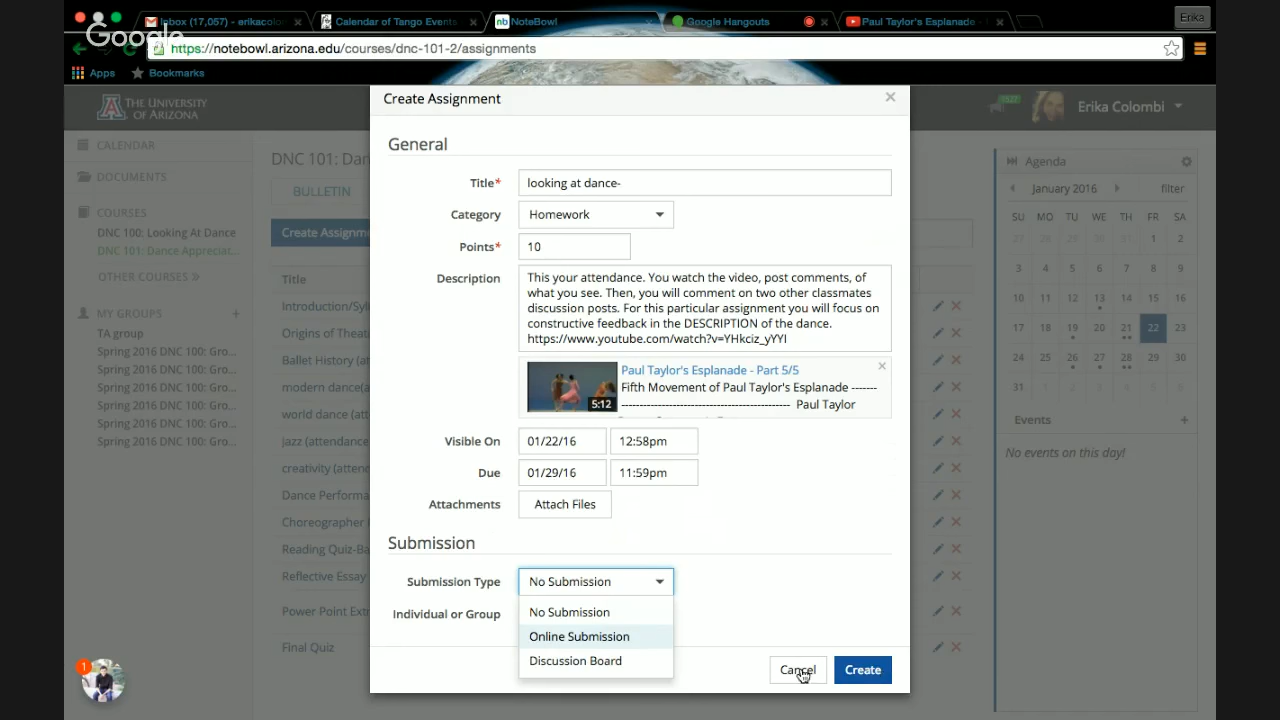 Inbox (17,057) - erikacolor
Calendar of Tango Events
NoteBowl
Google Hangouts
Paul Taylor's Esplanade -
Erika
Google
https://notebowl.arizona.edu/courses/dnc-101-2/assignments
Apps
Bookmarks
THE UNIVERSITY
OF ARIZONA
Erika Colombi
CALENDAR
DOCUMENTS
COURSES
DNC 100: Looking At Dance
DNC 101: Dance Appreciat...
OTHER COURSES »
MY GROUPS +
TA group
Spring 2016 DNC 100: Gro...
Spring 2016 DNC 100: Gro...
Spring 2016 DNC 100: Gro...
Spring 2016 DNC 100: Gro...
Spring 2016 DNC 100: Gro...
Spring 2016 DNC 100: Gro...
DNC 101: Dan
BULLETIN
Create Assignm
Title
Introduction/Syl
Origins of Theat
Ballet History (at
modern dance(a
world dance (att
jazz (attendance
creativity (attend
Dance Performa
Choreographer
Reading Quiz-Ba
Reflective Essay
Power Point Ext
Final Quiz
Create Assignment
General
Title* looking at dance-
Category Homework
Points* 10
Description
This your attendance. You watch the video, post comments, of
what you see. Then, you will comment on two other classmates
discussion posts. For this particular assignment you will focus on
constructive feedback in the DESCRIPTION of the dance.
https://www.youtube.com/watch?v=YHkciz_yYYI
5:12
Paul Taylor's Esplanade - Part 5/5
Fifth Movement of Paul Taylor's Esplanade -------
---------------------------------------- Paul Taylor
Visible On 01/22/16 12:58pm
Due 01/29/16 11:59pm
Attachments Attach Files
Submission
Submission Type No Submission
Individual or Group
No Submission
Online Submission
Discussion Board
Cancel Create
Agenda
January 2016 filter
SU MO TU WE TH FR SA
27 28 29 30 31 1 2
3 4 5 6 7 8 9
10 11 12 13 14 15 16
17 18 19 20 21 22 23
24 25 26 27 28 29 30
31 1 2 3 4 5 6
Events +
No events on this day!
1